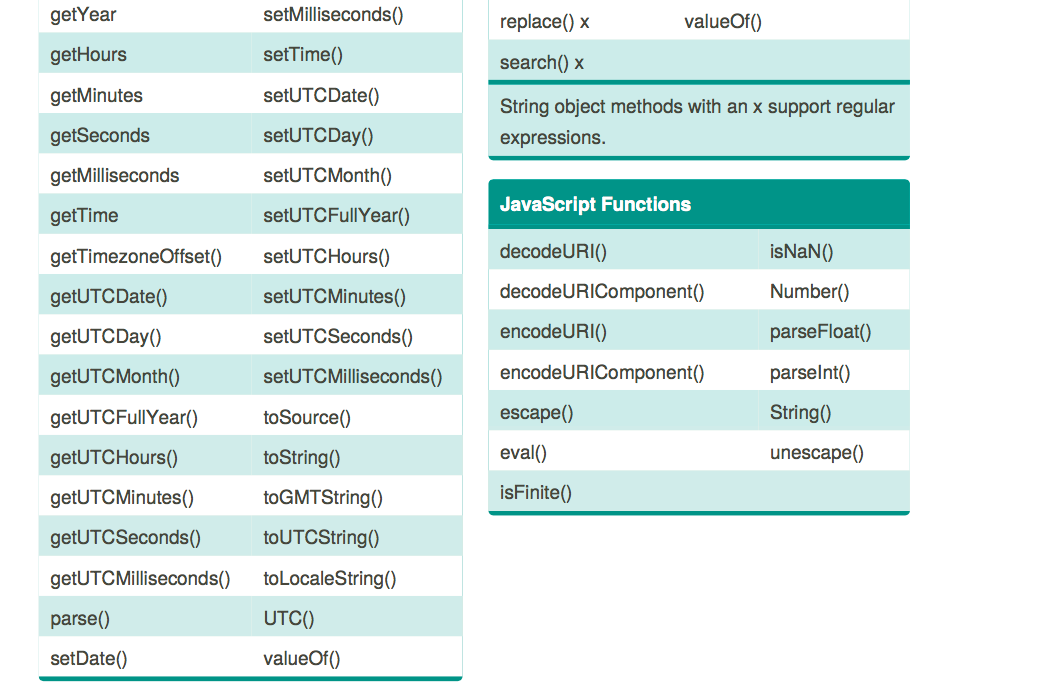 getYear setMilliseconds()
getHours setTime()
getMinutes setUTCDate()
getSeconds setUTCDay()
getMilliseconds setUTCMonth()
getTime setUTCFullYear()
getTimezoneOffset() setUTCHours()
getUTCDate() setUTCMinutes()
getUTCDay() setUTCSeconds()
getUTCMonth() setUTCMilliseconds()
getUTCFullYear() toSource()
getUTCHours() toString()
getUTCMinutes() toGMTString()
getUTCSeconds() toUTCString()
getUTCMilliseconds() toLocaleString()
parse() UTC()
setDate() valueOf()
replace() x valueOf()
search() x
String object methods with an x support regular
expressions.
JavaScript Functions
decodeURI() isNaN()
decodeURIComponent() Number()
encodeURI() parseFloat()
encodeURIComponent() parseInt()
escape() String()
eval() unescape()
isFinite()